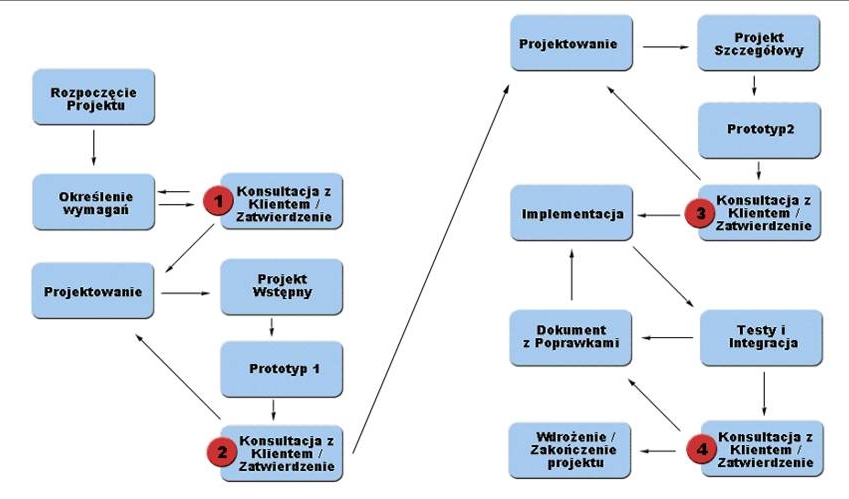 Rozpoczęcie
Projektu
Określenie
wymagań
1
Konsultacja z
Klientem /
Zatwierdzenie
Projektowanie
Projekt
Wstępny
Prototyp 1
2
Konsultacja z
Klientem /
Zatwierdzenie
Projektowanie
Projekt
Szczegółowy
Prototyp2
3
Konsultacja z
Klientem /
Zatwierdzenie
Implementacja
Testy i
Integracja
Dokument
z Poprawkami
4
Konsultacja z
Klientem /
Zatwierdzenie
Wdrożenie /
Zakończenie
projektu